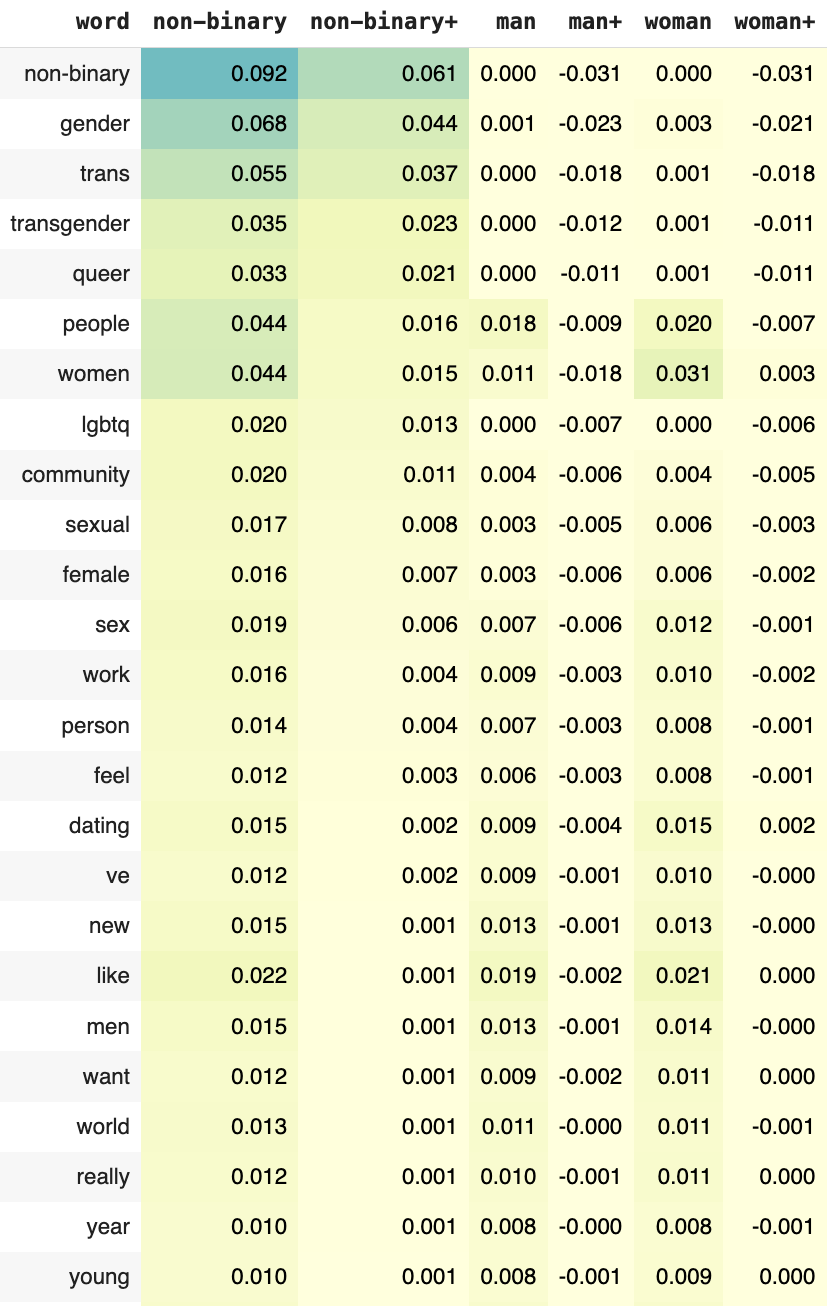 word non-binary non-binary+ man man+ woman woman+
non-binary 0.092 0.061 0.000 -0.031 0.000 -0.031
gender 0.068 0.044 0.001 -0.023 0.003 -0.021
trans 0.055 0.037 0.000 -0.018 0.001 -0.018
transgender 0.035 0.023 0.000 -0.012 0.001 -0.011
queer 0.033 0.021 0.000 -0.011 0.001 -0.011
people 0.044 0.016 0.018 -0.009 0.020 -0.007
women 0.044 0.015 0.011 -0.018 0.031 0.003
lgbtq 0.020 0.013 0.000 -0.007 0.000 -0.006
community 0.020 0.011 0.004 -0.006 0.004 -0.005
sexual 0.017 0.008 0.003 -0.005 0.006 -0.003
female 0.016 0.007 0.003 -0.006 0.006 -0.002
sex 0.019 0.006 0.007 -0.006 0.012 -0.001
work 0.016 0.004 0.009 -0.003 0.010 -0.002
person 0.014 0.004 0.007 -0.003 0.008 -0.001
feel 0.012 0.003 0.006 -0.003 0.008 -0.001
dating 0.015 0.002 0.009 -0.004 0.015 0.002
ve 0.012 0.002 0.009 -0.001 0.010 -0.000
new 0.015 0.001 0.013 -0.001 0.013 -0.000
like 0.022 0.001 0.019 -0.002 0.021 0.000
men 0.015 0.001 0.013 -0.001 0.014 -0.000
want 0.012 0.001 0.009 -0.002 0.011 0.000
world 0.013 0.001 0.011 -0.000 0.011 -0.001
really 0.012 0.001 0.010 -0.001 0.011 0.000
year 0.010 0.001 0.008 -0.000 0.008 -0.001
young 0.010 0.001 0.008 -0.001 0.009 0.000